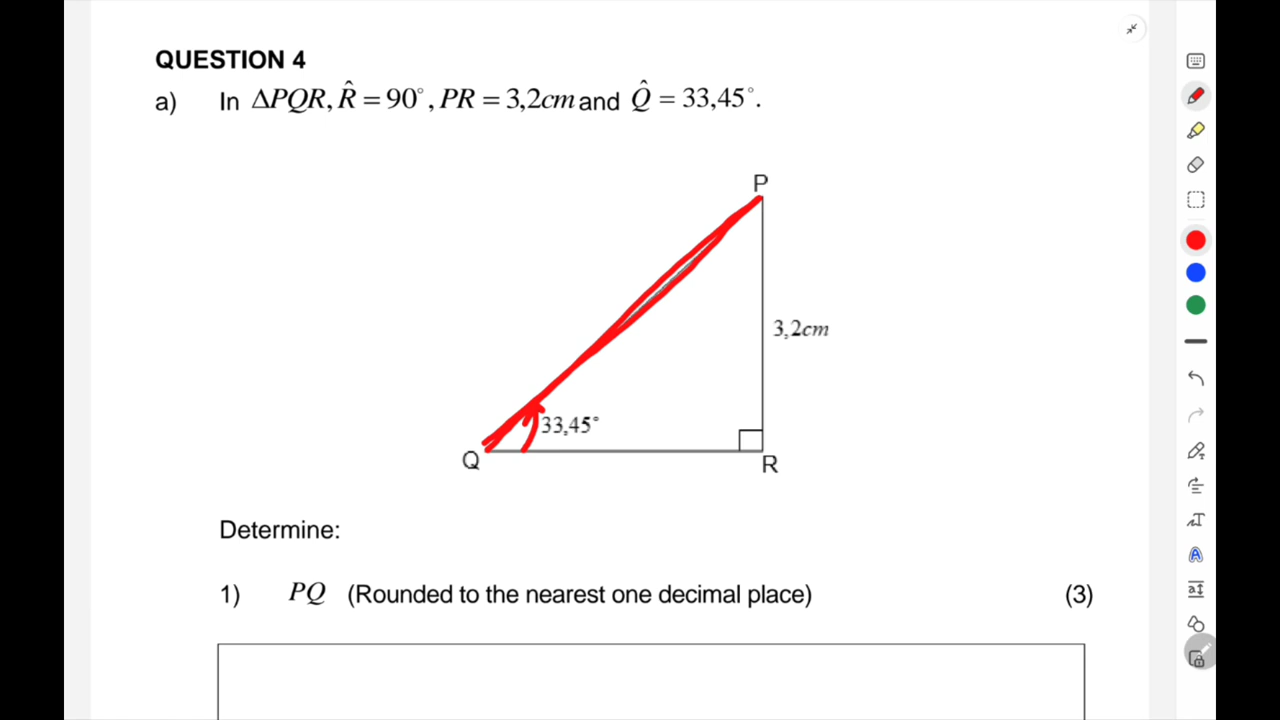 QUESTION 4
a) In ΔPQR, R̂ = 90°, PR = 3,2cm and Q̂ = 33,45°.
P
3,2cm
33,45°
Q
R
Determine:
1) PQ (Rounded to the nearest one decimal place) (3)